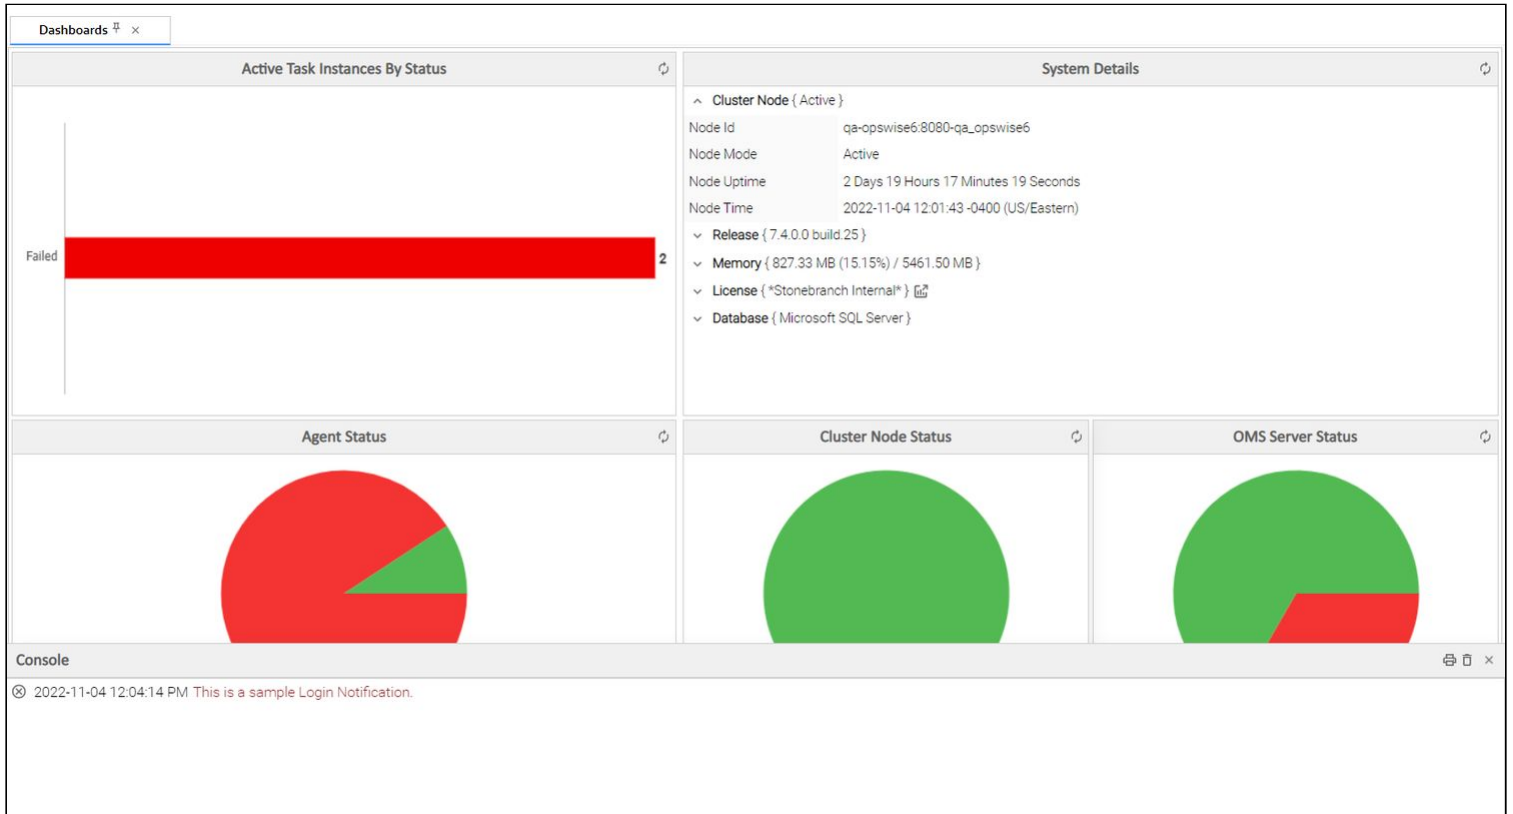 Dashboards
Active Task Instances By Status
Failed
2
System Details
Cluster Node { Active }
Node Id qa-opswise6:8080-qa_opswise6
Node Mode Active
Node Uptime 2 Days 19 Hours 17 Minutes 19 Seconds
Node Time 2022-11-04 12:01:43 -0400 (US/Eastern)
Release { 7.4.0.0 build.25 }
Memory { 827.33 MB (15.15%) / 5461.50 MB }
License { *Stonebranch Internal* }
Database { Microsoft SQL Server }
Agent Status
Cluster Node Status
OMS Server Status
Console
2022-11-04 12:04:14 PM This is a sample Login Notification.